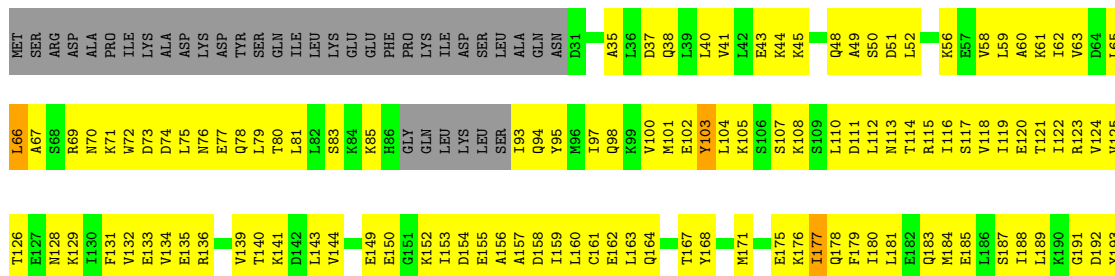 MET SER ARG ASP ALA PRO ILE LYS ALA ASP LYS ASP TYR SER GLN ILE LEU LYS GLU GLU PHE PRO LYS ILE ASP SER LEU ALA GLN ASN D31 A35 L36 D37 Q38 L39 L40 V41 L42 E43 K44 K45 Q48 A49 S50 D51 L52 K56 E57 V58 L59 A60 K61 I62 V63 D64
L66 A67 S68 R69 N70 K71 W72 D73 D74 L75 N76 E77 Q78 L79 T80 L81 L82 S83 K84 K85 H86 GLY GLN LEU LYS LEU SER I93 Q94 Y95 M96 I97 Q98 K99 V100 M101 E102 Y103 L104 K105 S106 S107 K108 S109 L110 D111 L112 N113 T114 R115 I116 S117 V118 I119 E120 T121 I122 R123 V124
T126 E127 N128 K129 I130 F131 V132 E133 V134 E135 R136 V139 T140 K141 D142 L143 V144 E149 E150 G151 K152 I153 D154 E155 A156 A157 D158 I159 L160 C161 E162 L163 Q164 T167 Y168 M171 E175 K176 I177 Q178 F179 I180 L181 E182 Q183 M184 E185 L186 S187 I188 L189 K190 G191 D192